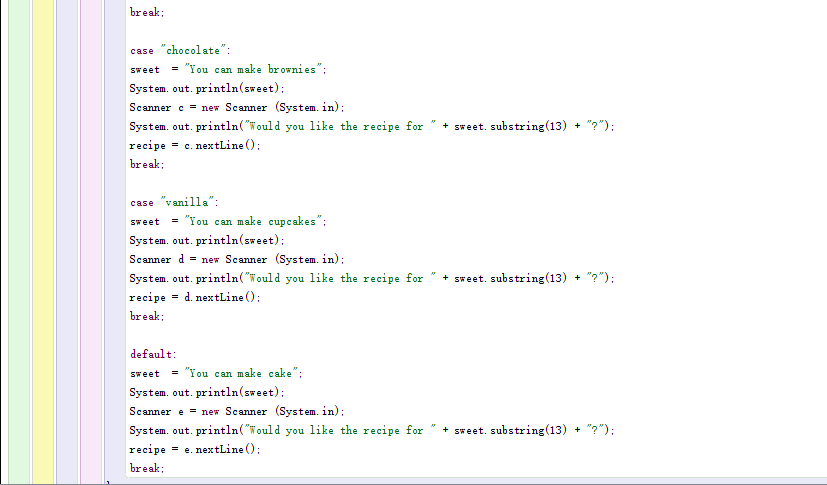 break;
case "chocolate":
sweet  = "You can make brownies";
System.out.println(sweet);
Scanner c = new Scanner (System.in);
System.out.println("Would you like the recipe for " + sweet.substring(13) + "?");
recipe = c.nextLine();
break;
case "vanilla":
sweet  = "You can make cupcakes";
System.out.println(sweet);
Scanner d = new Scanner (System.in);
System.out.println("Would you like the recipe for " + sweet.substring(13) + "?");
recipe = d.nextLine();
break;
default:
sweet  = "You can make cake";
System.out.println(sweet);
Scanner e = new Scanner (System.in);
System.out.println("Would you like the recipe for " + sweet.substring(13) + "?");
recipe = e.nextLine();
break;